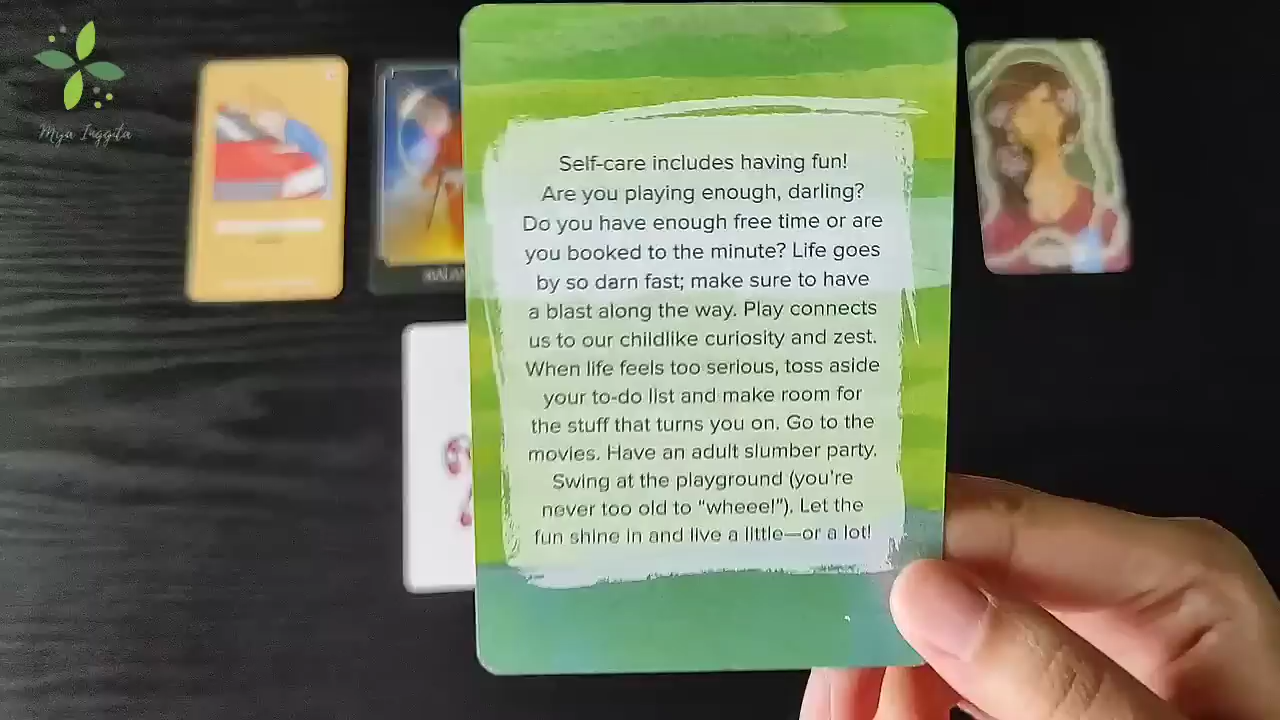 Mya Inggita
Self-care includes having fun!
Are you playing enough, darling?
Do you have enough free time or are
you booked to the minute? Life goes
by so darn fast; make sure to have
a blast along the way. Play connects
us to our childlike curiosity and zest.
When life feels too serious, toss aside
your to-do list and make room for
the stuff that turns you on. Go to the
movies. Have an adult slumber party.
Swing at the playground (you're
never too old to "wheee!"). Let the
fun shine in and live a little—or a lot!